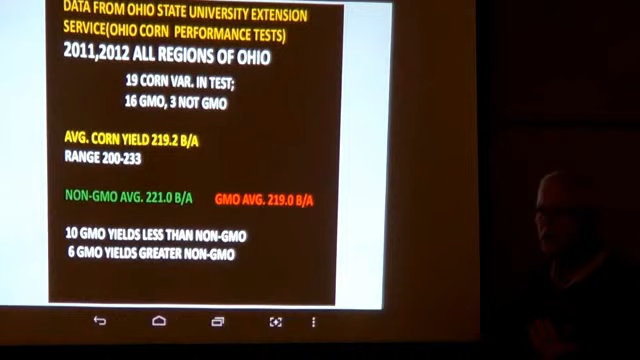 DATA FROM OHIO STATE UNIVERSITY EXTENSION
SERVICE(OHIO CORN PERFORMANCE TESTS)
2011,2012 ALL REGIONS OF OHIO
19 CORN VAR. IN TEST;
16 GMO, 3 NOT GMO
AVG. CORN YIELD 219.2 B/A
RANGE 200-233
NON-GMO AVG. 221.0 B/A GMO AVG. 219.0 B/A
10 GMO YIELDS LESS THAN NON-GMO
6 GMO YIELDS GREATER NON-GMO